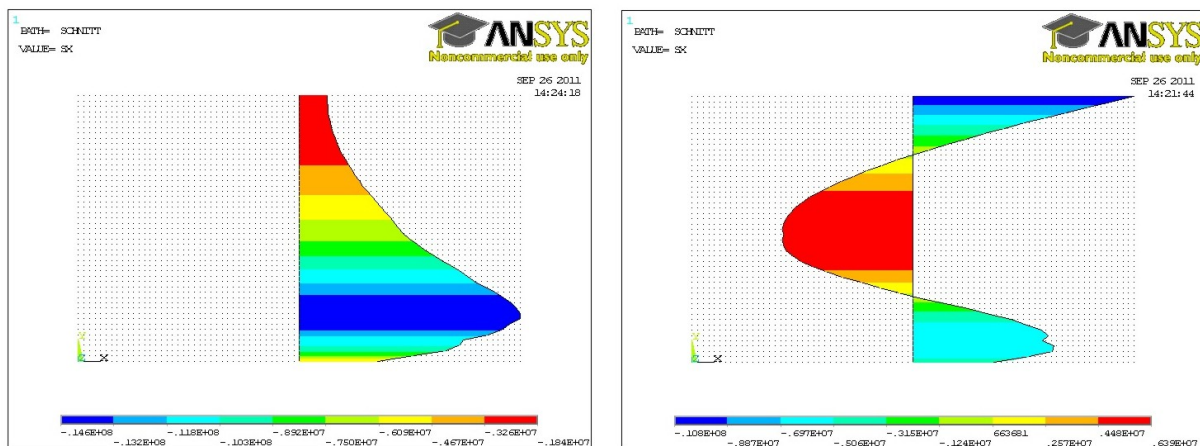 1
PATH= SCHNITT
VALUE= SX
ANSYS
Noncommercial use only
SEP 26 2011
14:24:18
Y
Z X
-.146E+08 -.118E+08 -.892E+07 -.609E+07 -.326E+07
-.132E+08 -.103E+08 -.750E+07 -.467E+07 -.184E+07
1
PATH= SCHNITT
VALUE= SX
ANSYS
Noncommercial use only
SEP 26 2011
14:21:44
Y
Z X
-.108E+08 -.697E+07 -.315E+07 663681 .448E+07
-.887E+07 -.506E+07 -.124E+07 .257E+07 .639E+07